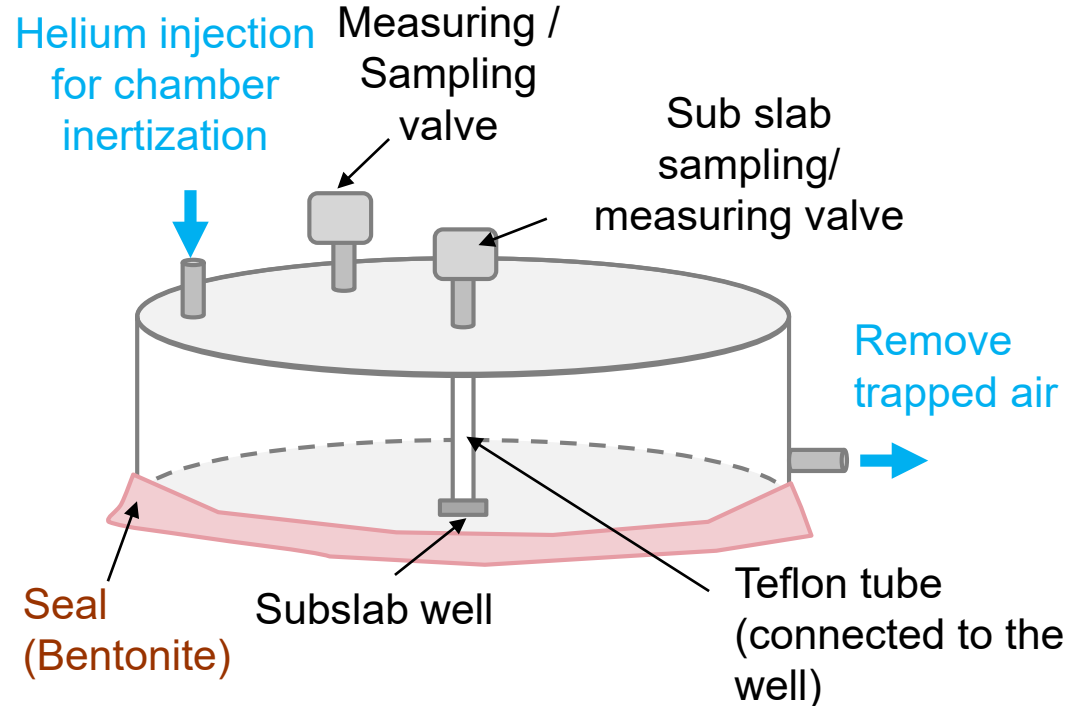 Helium injection
for chamber
inertization
Measuring /
Sampling
valve
Sub slab
sampling/
measuring valve
Remove
trapped air
Seal
(Bentonite)
Subslab well
Teflon tube
(connected to the
well)